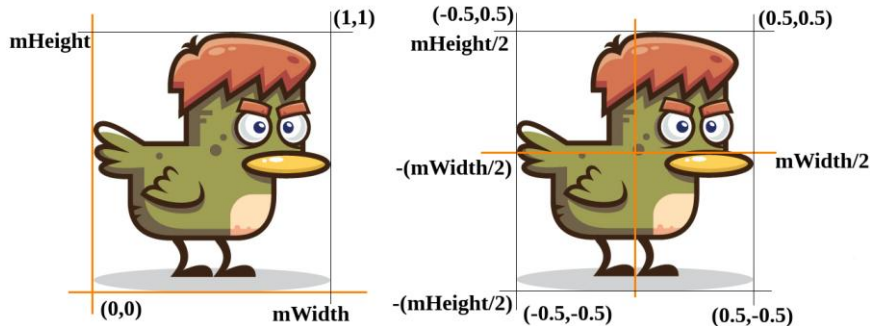 (1,1)
mHeight
(0,0)
mWidth
(-0.5,0.5)
(0.5,0.5)
mHeight/2
-(mWidth/2)
mWidth/2
-(mHeight/2)
(-0.5,-0.5)
(0.5,-0.5)